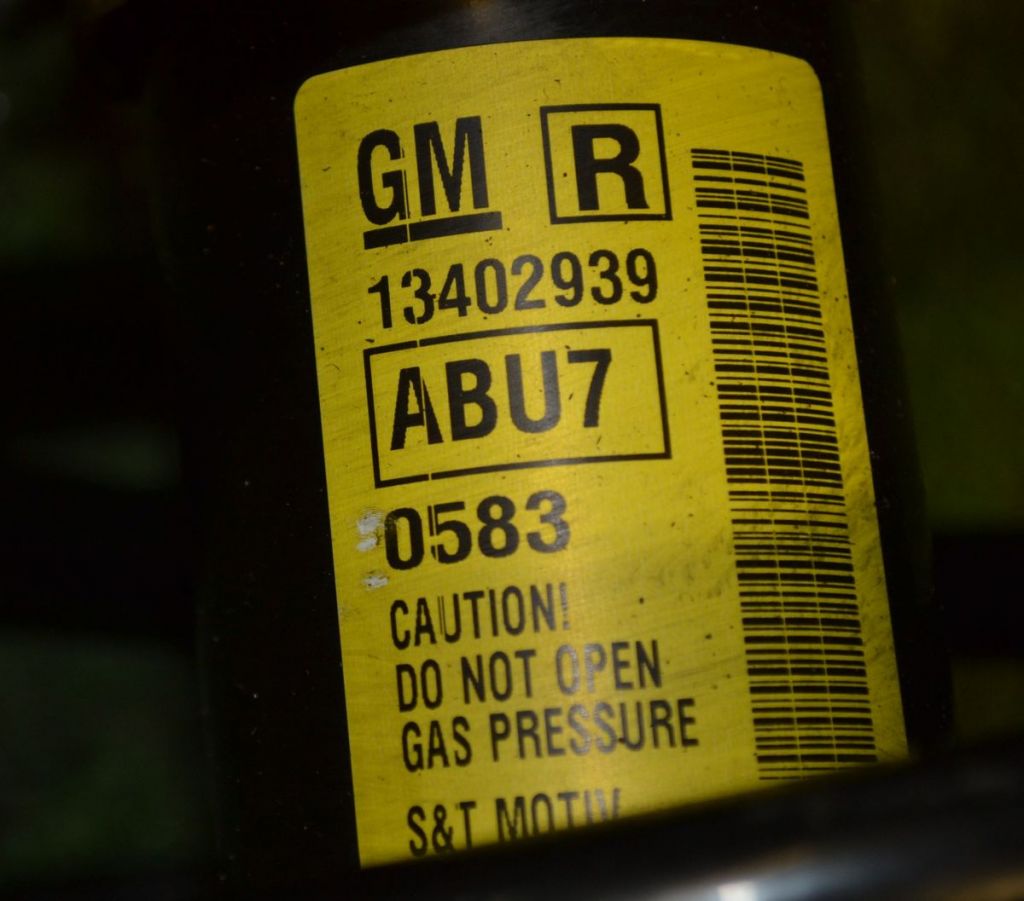 GM R
13402939
ABU7
0583
CAUTION!
DO NOT OPEN
GAS PRESSURE
S&T MOTIV